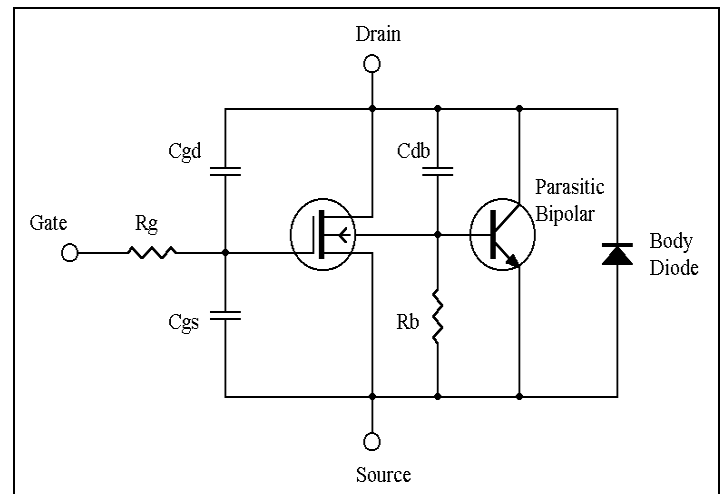 Drain
Cgd
Cdb
Parasitic
Bipolar
Gate
Rg
Body
Diode
Cgs
Rb
Source